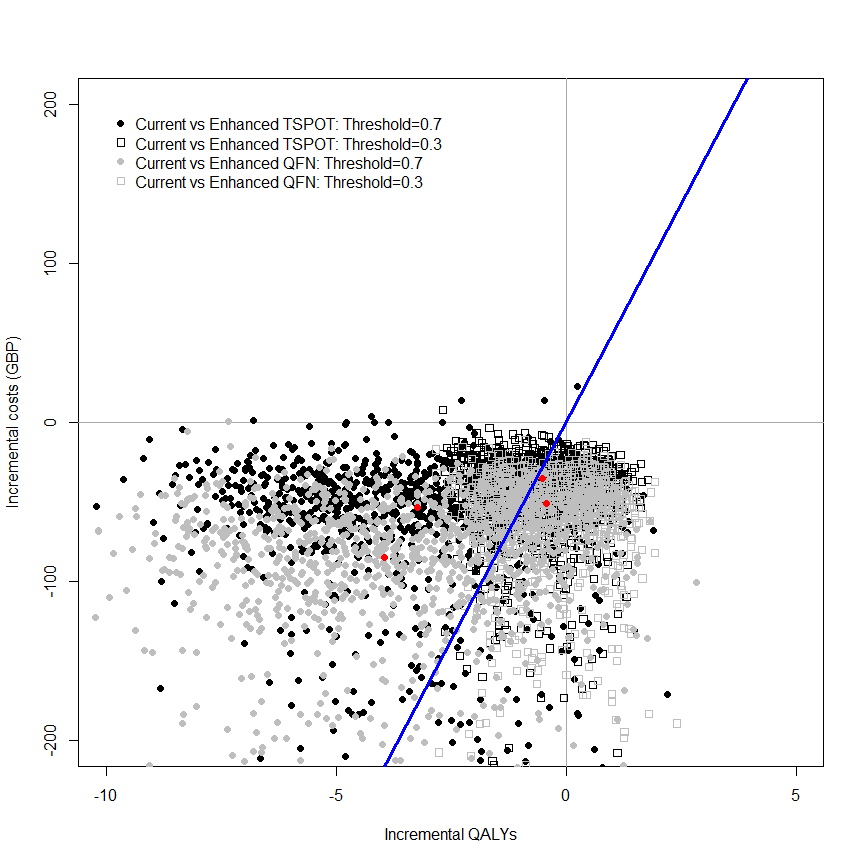 Current vs Enhanced TSPOT: Threshold=0.7
Current vs Enhanced TSPOT: Threshold=0.3
Current vs Enhanced QFN: Threshold=0.7
Current vs Enhanced QFN: Threshold=0.3
Incremental costs (GBP)
200
100
0
-100
-200
-10
-5
0
5
Incremental QALYs